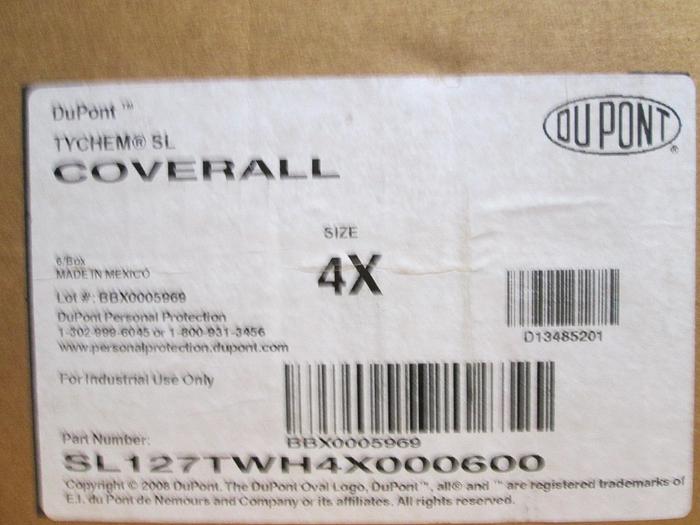 DuPont ™
DU PONT ®
TYCHEM® SL
COVERALL
SIZE
4X
6/Box
MADE IN MEXICO
Lot #: BBX0005969
DuPont Personal Protection
1-302-999-6045 or 1-800-931-3456
www.personalprotection.dupont.com
D13485201
For Industrial Use Only
BBX0005969
Part Number:
SL127TWH4X000600
Copyright © 2008 DuPont. The DuPont Oval Logo, DuPont™, all® and ™ are registered trademarks of
E.I. du Pont de Nemours and Company or its affiliates. All rights reserved.